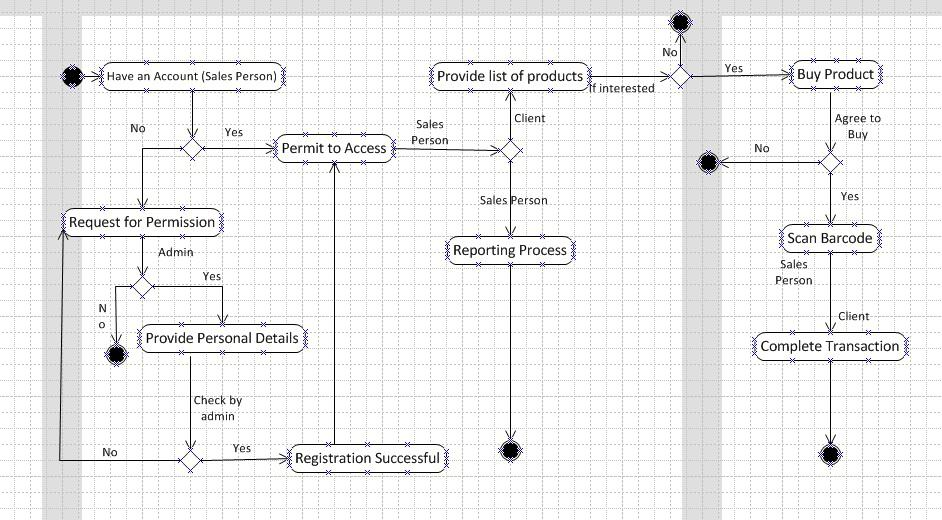 No
Have an Account (Sales Person)
Provide list of products
If interested
Yes
Buy Product
No
Yes
Permit to Access
Sales
Person
Client
Agree to
Buy
No
Yes
Request for Permission
Sales Person
Admin
Reporting Process
Scan Barcode
Sales
Person
Yes
N
o
Provide Personal Details
Client
Complete Transaction
Check by
admin
No
Yes
Registration Successful